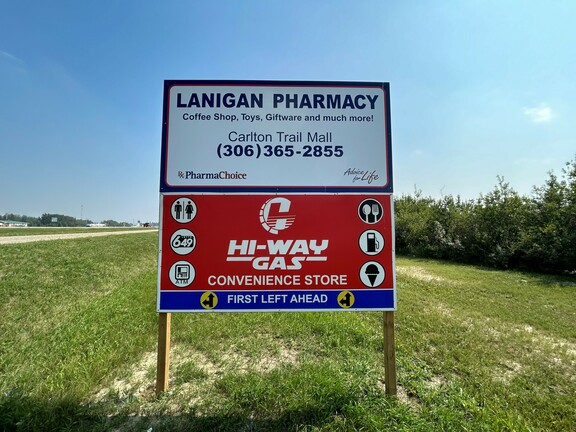 LANIGAN PHARMACY
Coffee Shop, Toys, Giftware and much more!
Carlton Trail Mall
(306)365-2855
PharmaChoice
Advice for Life
649
ATM
HI-WAY
GAS
CONVENIENCE STORE
FIRST LEFT AHEAD